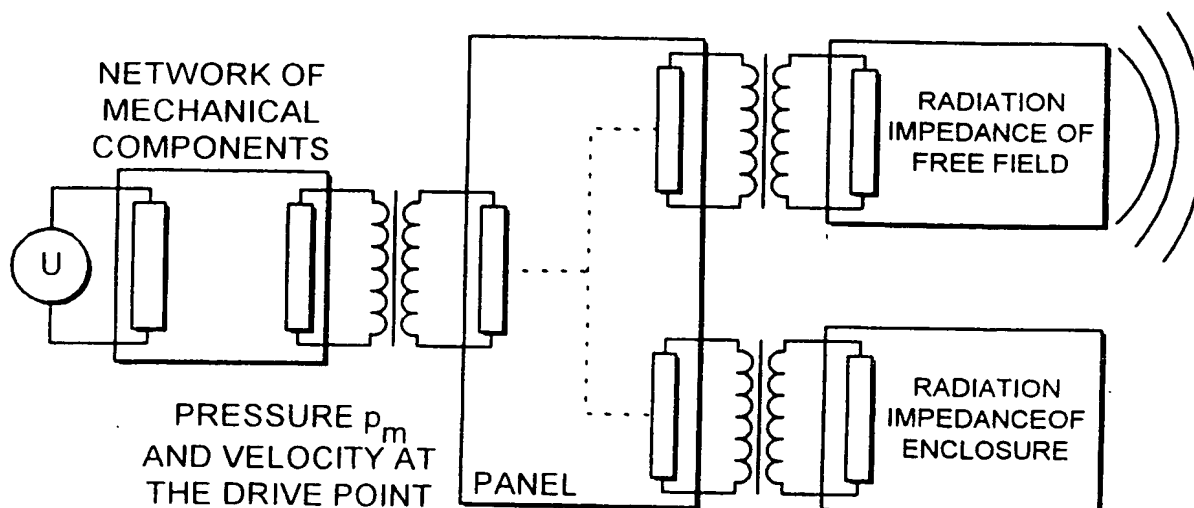 NETWORK OF
MECHANICAL
COMPONENTS
U
PRESSURE pm
AND VELOCITY AT
THE DRIVE POINT
PANEL
RADIATION
IMPEDANCE OF
FREE FIELD
RADIATION
IMPEDANCEOF
ENCLOSURE